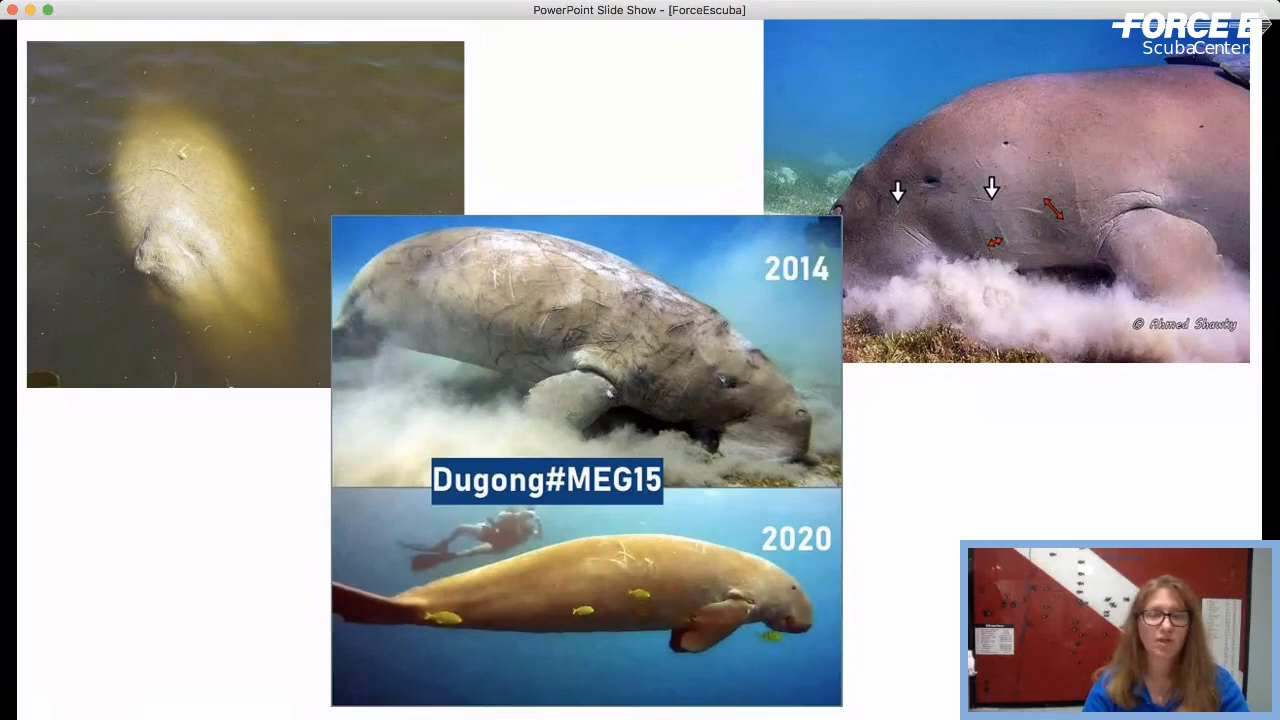 PowerPoint Slide Show - [ForceEscuba]
FORCE E
ScubaCenter
© Ahmed Shawky
2014
Dugong#MEG15
2020